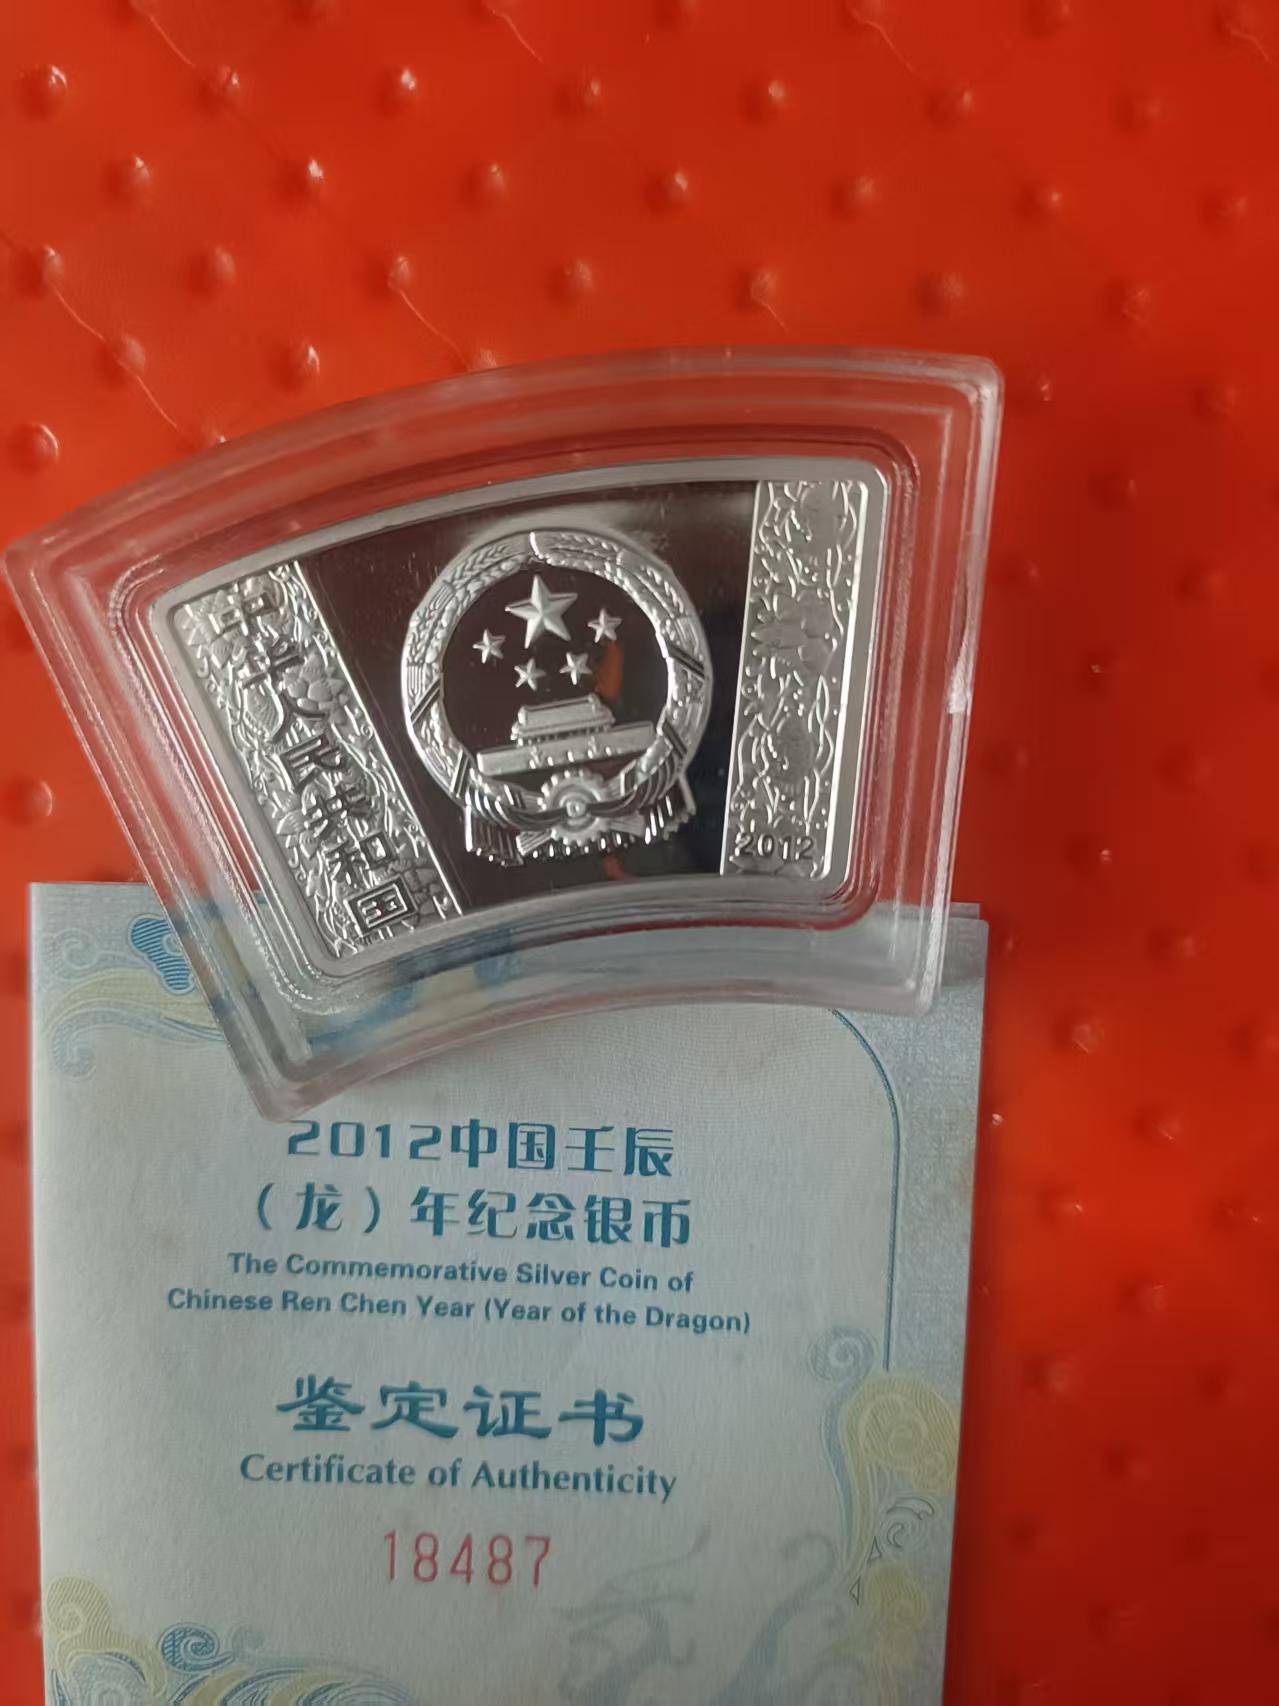 中华人民共和国
2012
2012中国壬辰
（龙）年纪念银币
The Commemorative Silver Coin of
Chinese Ren Chen Year (Year of the Dragon)
鉴定证书
Certificate of Authenticity
18487